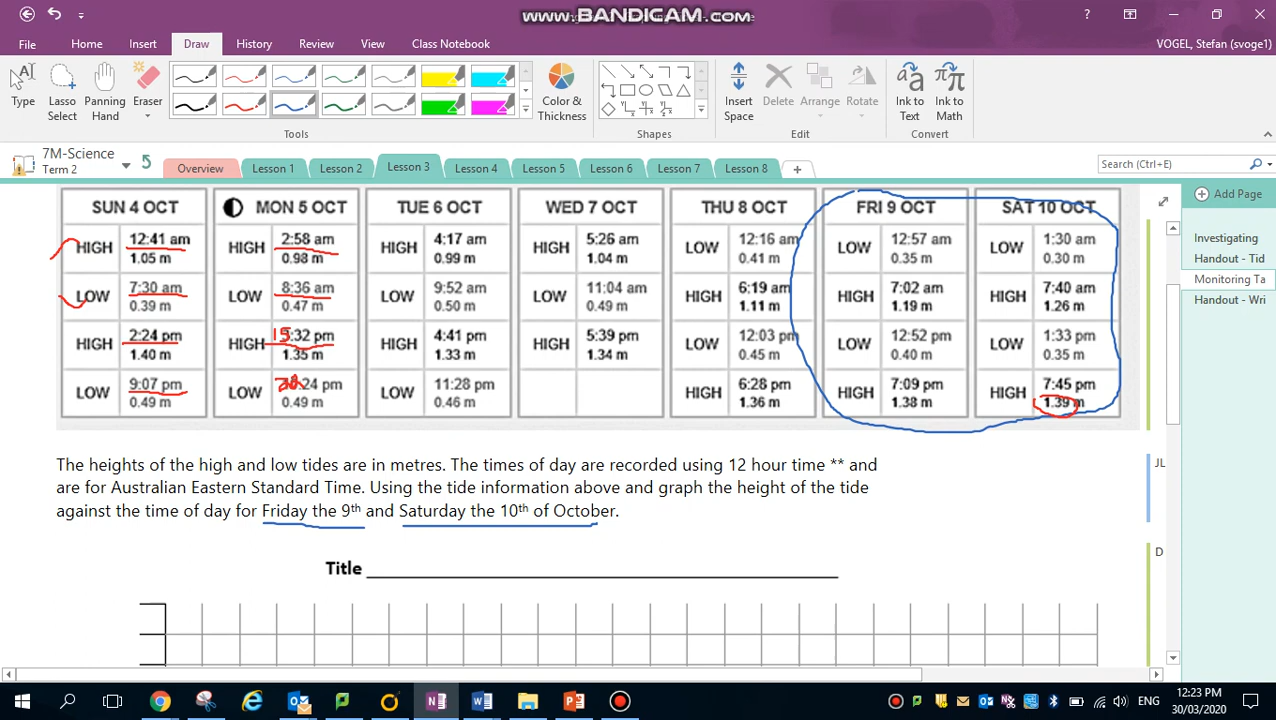 WWW.BANDICAM.COM
File
Home
Insert
Draw
History
Review
View
Class Notebook
VOGEL, Stefan (svoge1)
Type
Lasso Select
Panning Hand
Eraser
Color & Thickness
Insert Space
Delete
Arrange
Rotate
Ink to Text
Ink to Math
Tools
Shapes
Edit
Convert
7M-Science
Term 2
Overview
Lesson 1
Lesson 2
Lesson 3
Lesson 4
Lesson 5
Lesson 6
Lesson 7
Lesson 8
Search (Ctrl+E)
Add Page
Investigating
Handout - Tid
Monitoring Ta
Handout - Wri
SUN 4 OCT
HIGH 12:41 am
1.05 m
LOW 7:30 am
0.39 m
HIGH 2:24 pm
1.40 m
LOW 9:07 pm
0.49 m
MON 5 OCT
HIGH 2:58 am
0.98 m
LOW 8:36 am
0.47 m
HIGH 15:32 pm
1.35 m
LOW 24 pm
0.49 m
TUE 6 OCT
HIGH 4:17 am
0.99 m
LOW 9:52 am
0.50 m
HIGH 4:41 pm
1.33 m
LOW 11:28 pm
0.46 m
WED 7 OCT
HIGH 5:26 am
1.04 m
LOW 11:04 am
0.49 m
HIGH 5:39 pm
1.34 m
THU 8 OCT
LOW 12:16 am
0.41 m
HIGH 6:19 am
1.11 m
LOW 12:03 pm
0.45 m
HIGH 6:28 pm
1.36 m
FRI 9 OCT
LOW 12:57 am
0.35 m
HIGH 7:02 am
1.19 m
LOW 12:52 pm
0.40 m
HIGH 7:09 pm
1.38 m
SAT 10 OCT
LOW 1:30 am
0.30 m
HIGH 7:40 am
1.26 m
LOW 1:33 pm
0.35 m
HIGH 7:45 pm
1.39 m
The heights of the high and low tides are in metres. The times of day are recorded using 12 hour time ** and
are for Australian Eastern Standard Time. Using the tide information above and graph the height of the tide
against the time of day for Friday the 9th and Saturday the 10th of October.
Title
JL
D
ENG
12:23 PM
30/03/2020